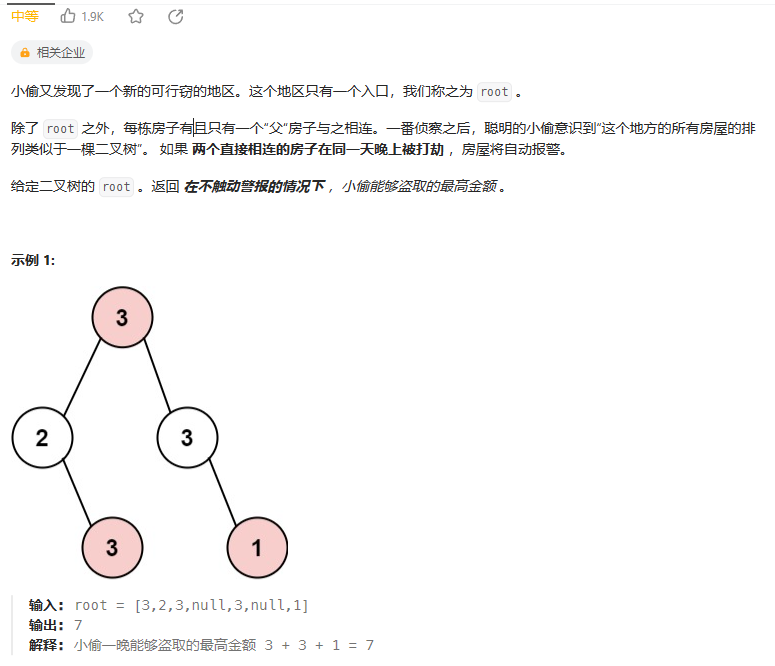 中等 1.9K
相关企业
小偷又发现了一个新的可行窃的地区。这个地区只有一个入口，我们称之为 root 。
除了 root 之外，每栋房子有且只有一个“父“房子与之相连。一番侦察之后，聪明的小偷意识到“这个地方的所有房屋的排
列类似于一棵二叉树”。 如果 两个直接相连的房子在同一天晚上被打劫 ，房屋将自动报警。
给定二叉树的 root 。返回 在不触动警报的情况下 ，小偷能够盗取的最高金额 。
示例 1:
3
2 3
3 1
输入: root = [3,2,3,null,3,null,1]
输出: 7
解释: 小偷一晚能够盗取的最高金额 3 + 3 + 1 = 7